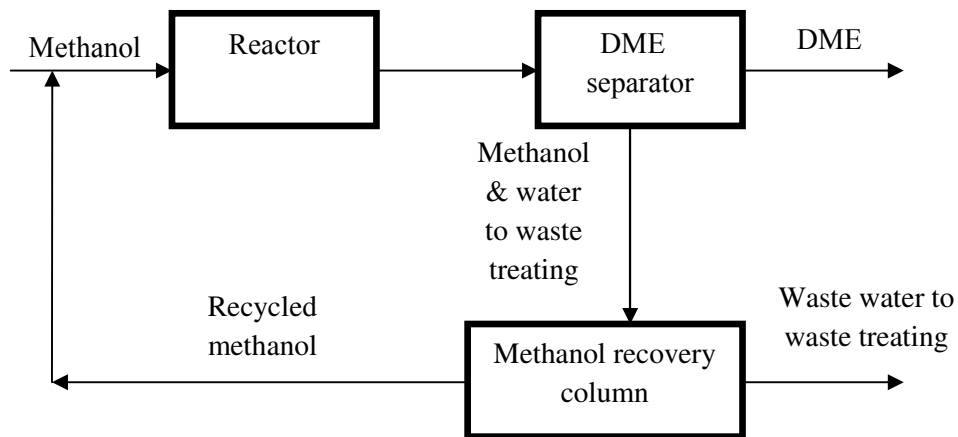 Methanol
Reactor
DME
separator
DME
Methanol
& water
to waste
treating
Recycled
methanol
Methanol recovery
column
Waste water to
waste treating